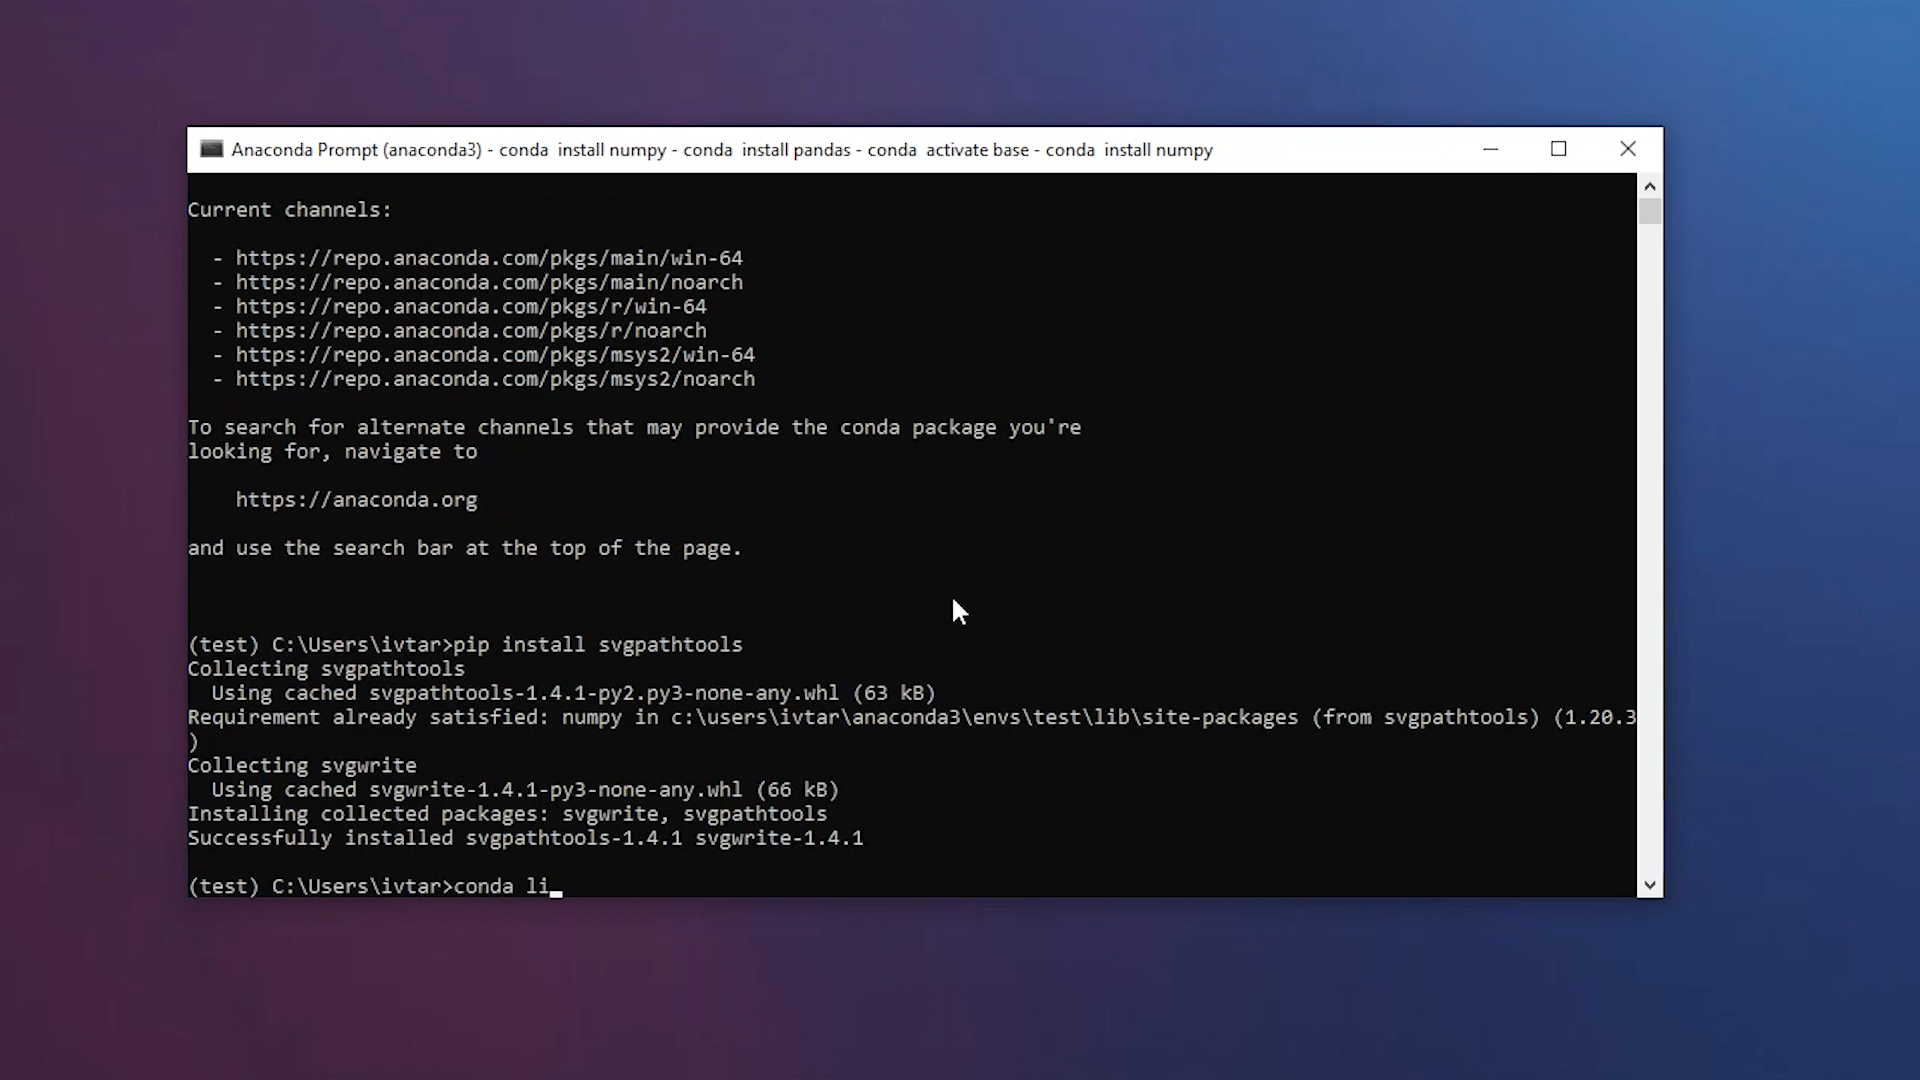 Anaconda Prompt (anaconda3) - conda  install numpy - conda  install pandas - conda  activate base - conda  install numpy
Current channels:
  - https://repo.anaconda.com/pkgs/main/win-64
  - https://repo.anaconda.com/pkgs/main/noarch
  - https://repo.anaconda.com/pkgs/r/win-64
  - https://repo.anaconda.com/pkgs/r/noarch
  - https://repo.anaconda.com/pkgs/msys2/win-64
  - https://repo.anaconda.com/pkgs/msys2/noarch
To search for alternate channels that may provide the conda package you're
looking for, navigate to
    https://anaconda.org
and use the search bar at the top of the page.
(test) C:\Users\ivtar>pip install svgpathtools
Collecting svgpathtools
  Using cached svgpathtools-1.4.1-py2.py3-none-any.whl (63 kB)
Requirement already satisfied: numpy in c:\users\ivtar\anaconda3\envs\test\lib\site-packages (from svgpathtools) (1.20.3
)
Collecting svgwrite
  Using cached svgwrite-1.4.1-py3-none-any.whl (66 kB)
Installing collected packages: svgwrite, svgpathtools
Successfully installed svgpathtools-1.4.1 svgwrite-1.4.1
(test) C:\Users\ivtar>conda li_